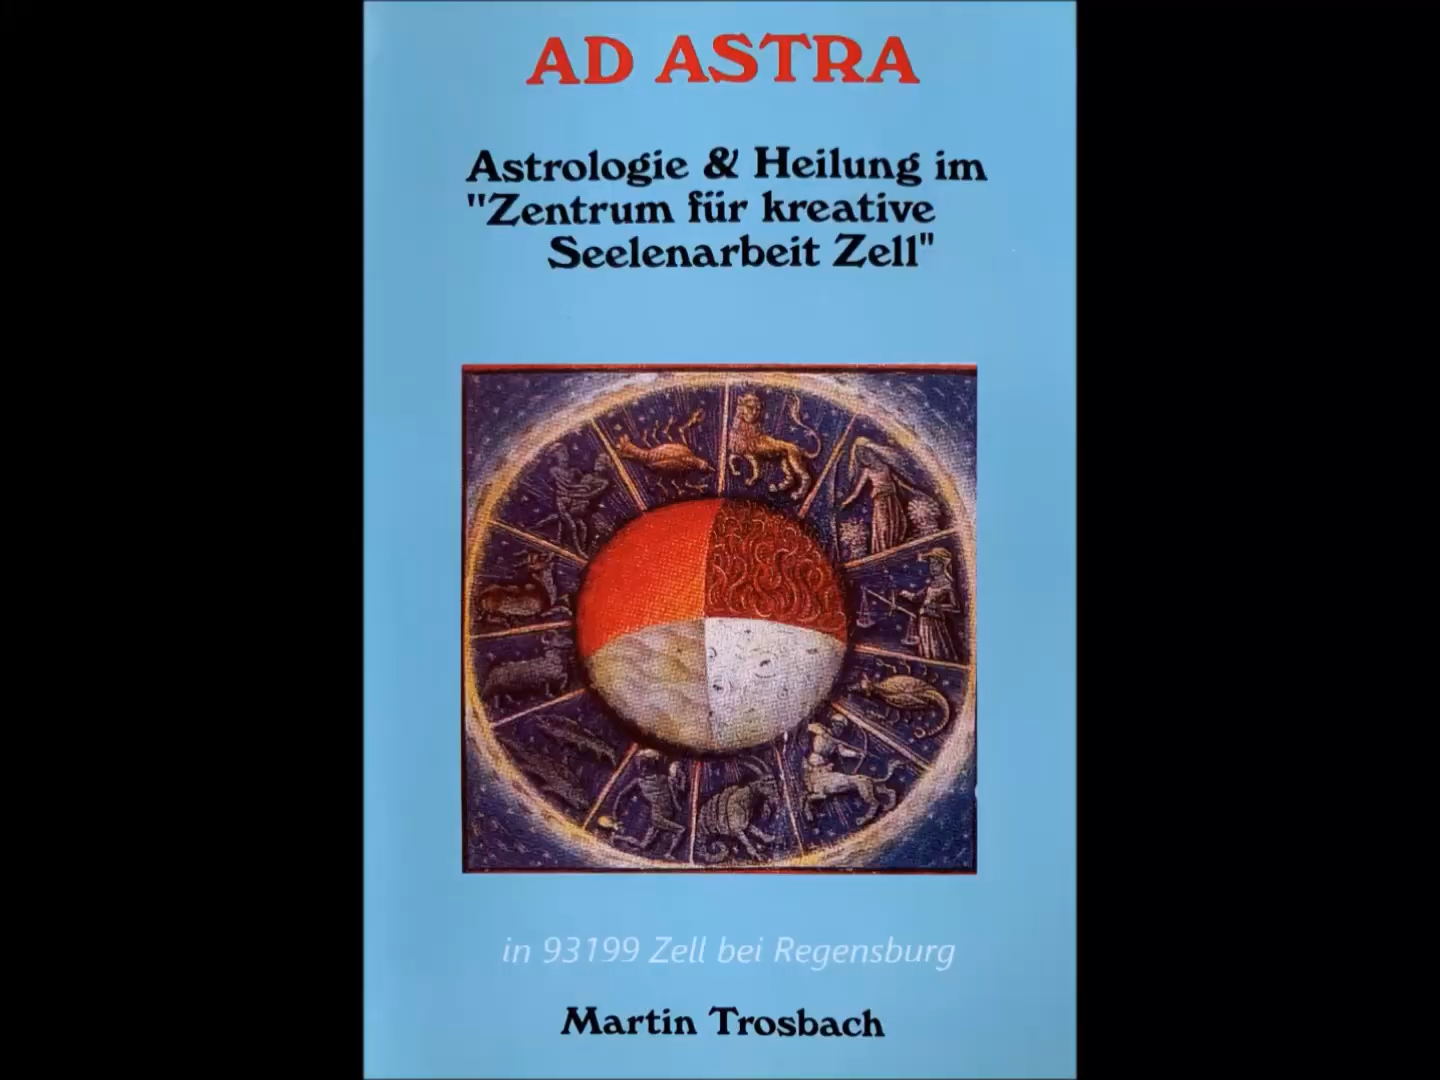 AD ASTRA
Astrologie & Heilung im
"Zentrum für kreative
Seelenarbeit Zell"
in 93199 Zell bei Regensburg
Martin Trosbach